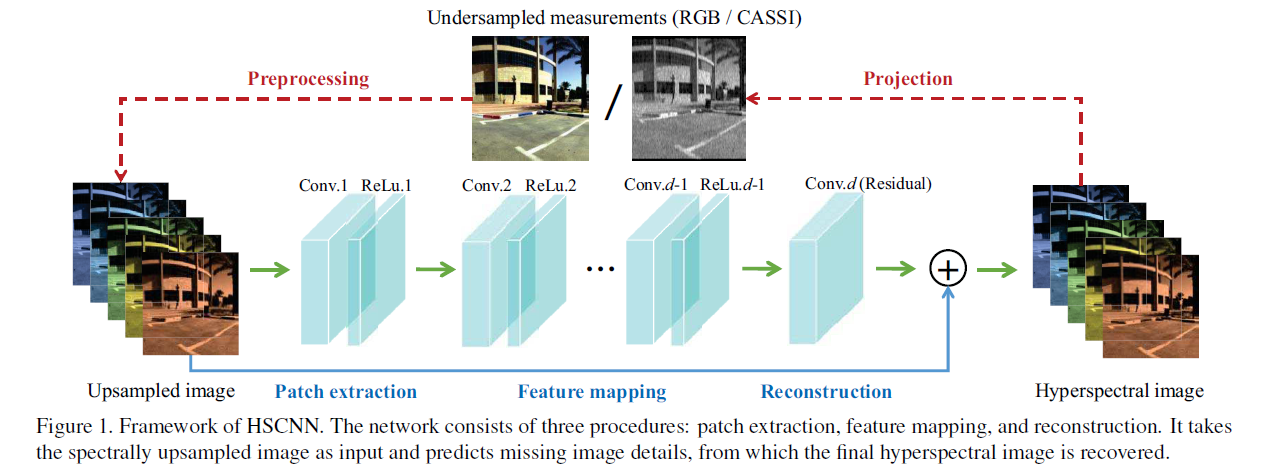 Undersampled measurements (RGB / CASSI)
Preprocessing
Projection
/
Conv.1 ReLu.1 Conv.2 ReLu.2 Conv.d-1 ReLu.d-1 Conv.d (Residual)
...
+
Upsampled image Patch extraction Feature mapping Reconstruction Hyperspectral image
Figure 1. Framework of HSCNN. The network consists of three procedures: patch extraction, feature mapping, and reconstruction. It takes
the spectrally upsampled image as input and predicts missing image details, from which the final hyperspectral image is recovered.